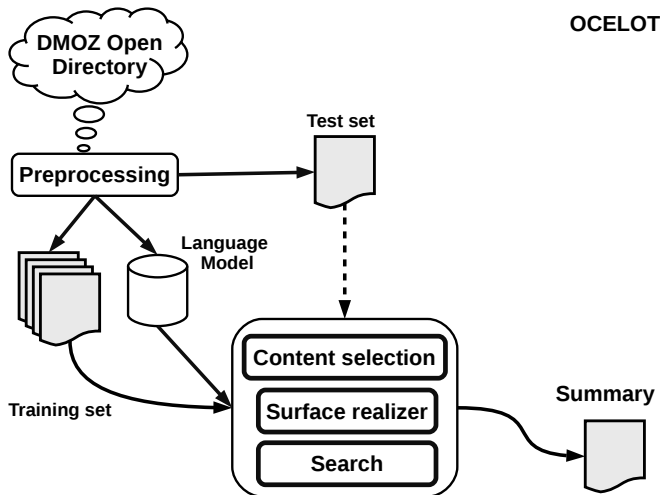 OCELOT
DMOZ Open
Directory
Test set
Preprocessing
Language
Model
Content selection
Surface realizer
Search
Training set
Summary